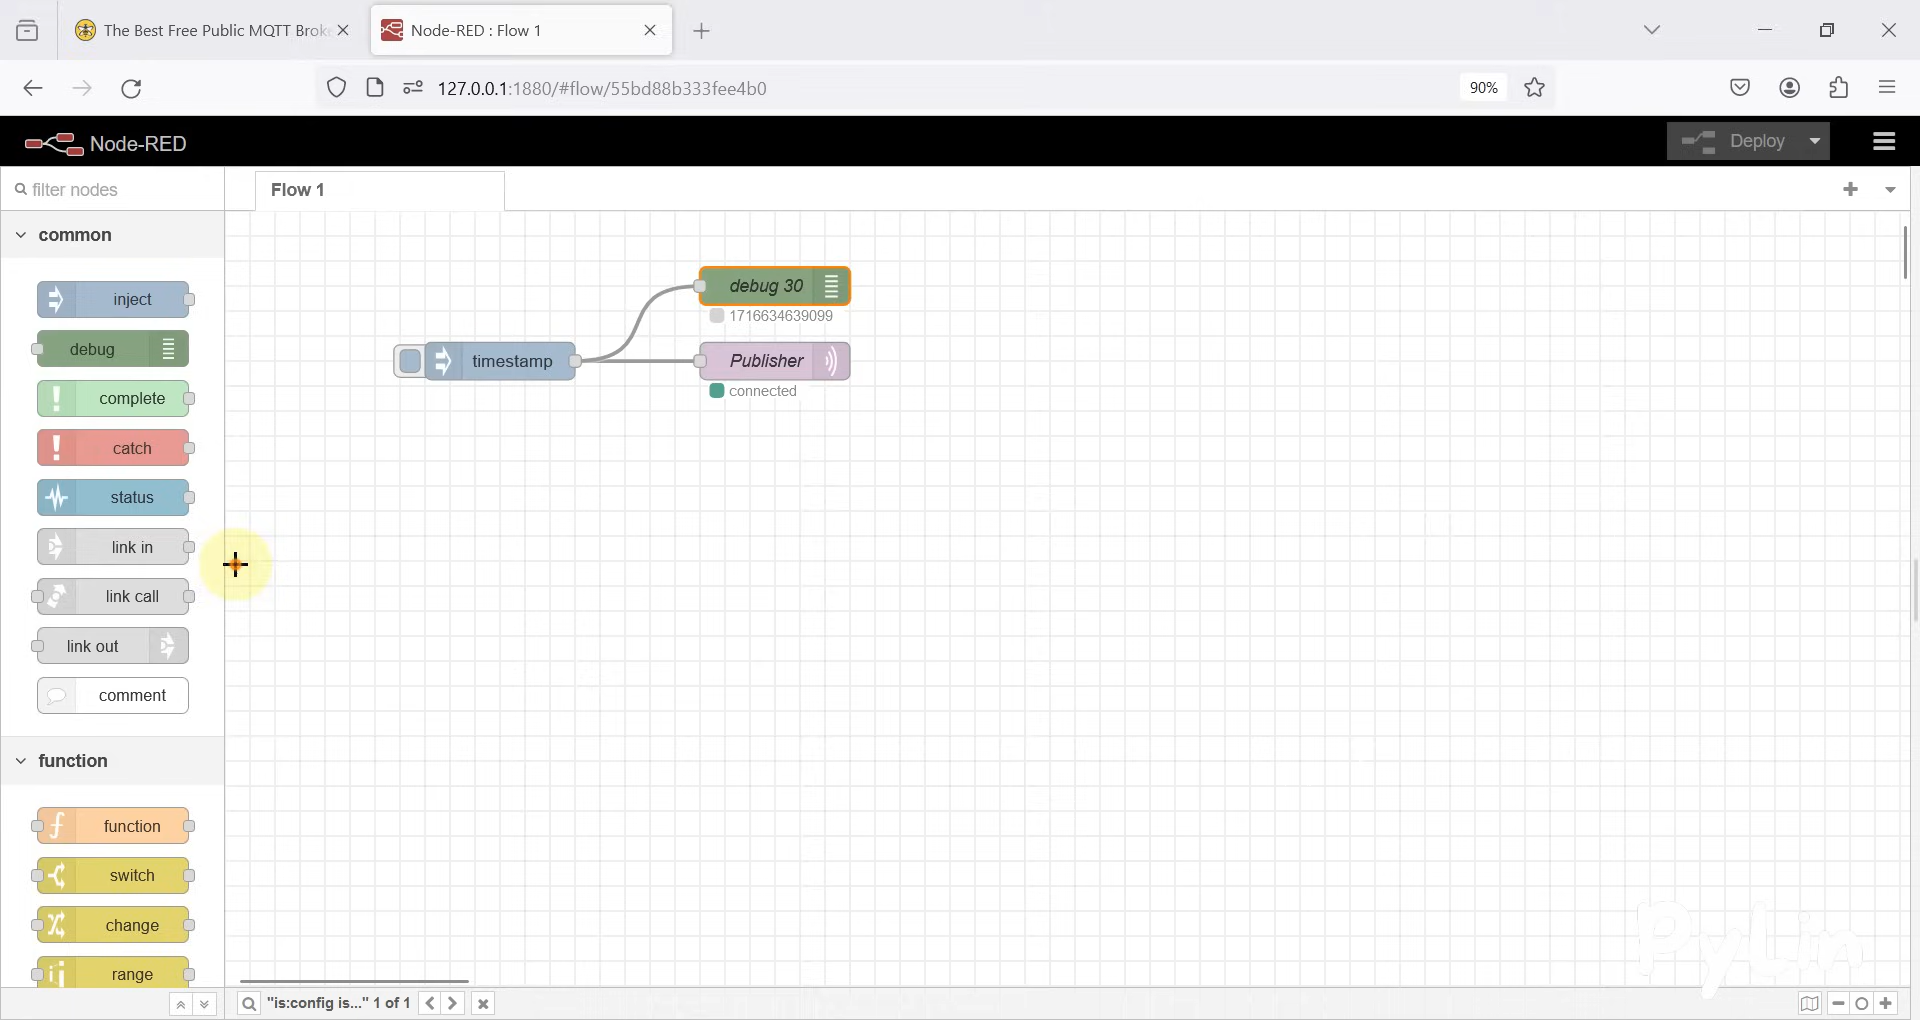 The Best Free Public MQTT Brok
Node-RED : Flow 1
127.0.0.1:1880/#flow/55bd88b333fee4b0
90%
Node-RED
Deploy
filter nodes
Flow 1
common
inject
debug
complete
catch
status
link in
link call
link out
comment
function
function
switch
change
range
debug 30
1716634639099
timestamp
Publisher
connected
"is:config is..." 1 of 1
PyLin